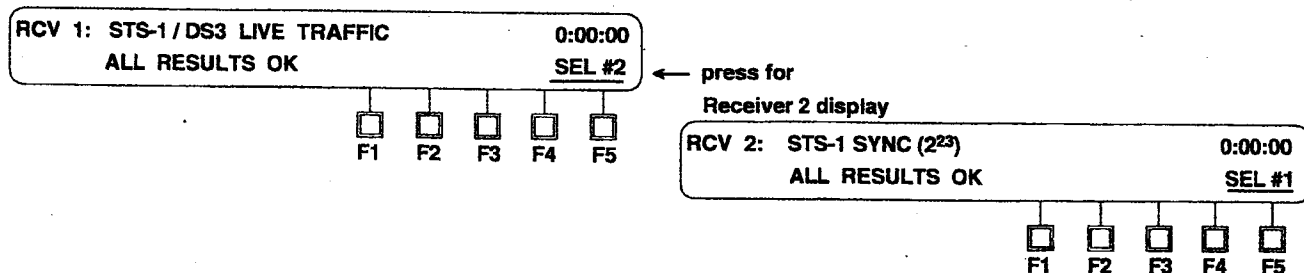 RCV 1: STS-1 / DS3 LIVE TRAFFIC 0:00:00
ALL RESULTS OK SEL #2
← press for
Receiver 2 display
F1 F2 F3 F4 F5
RCV 2: STS-1 SYNC (2²³) 0:00:00
ALL RESULTS OK SEL #1
F1 F2 F3 F4 F5